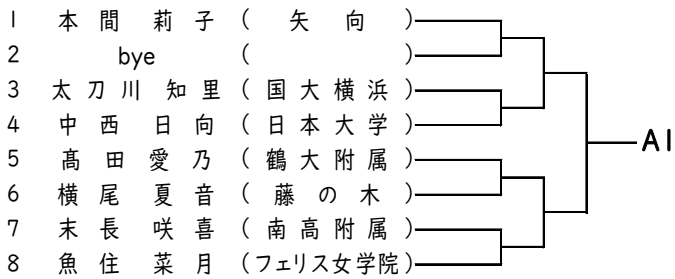 1 本間 莉子 ( 矢向 )
2 bye ( )
3 太刀川 知里 ( 国大横浜 )
4 中西 日向 ( 日本大学 )
5 髙田 愛乃 ( 鶴大附属 )
6 横尾 夏音 ( 藤の木 )
7 末長 咲喜 ( 南高附属 )
8 魚住 菜月 (フェリス女学院)
A1